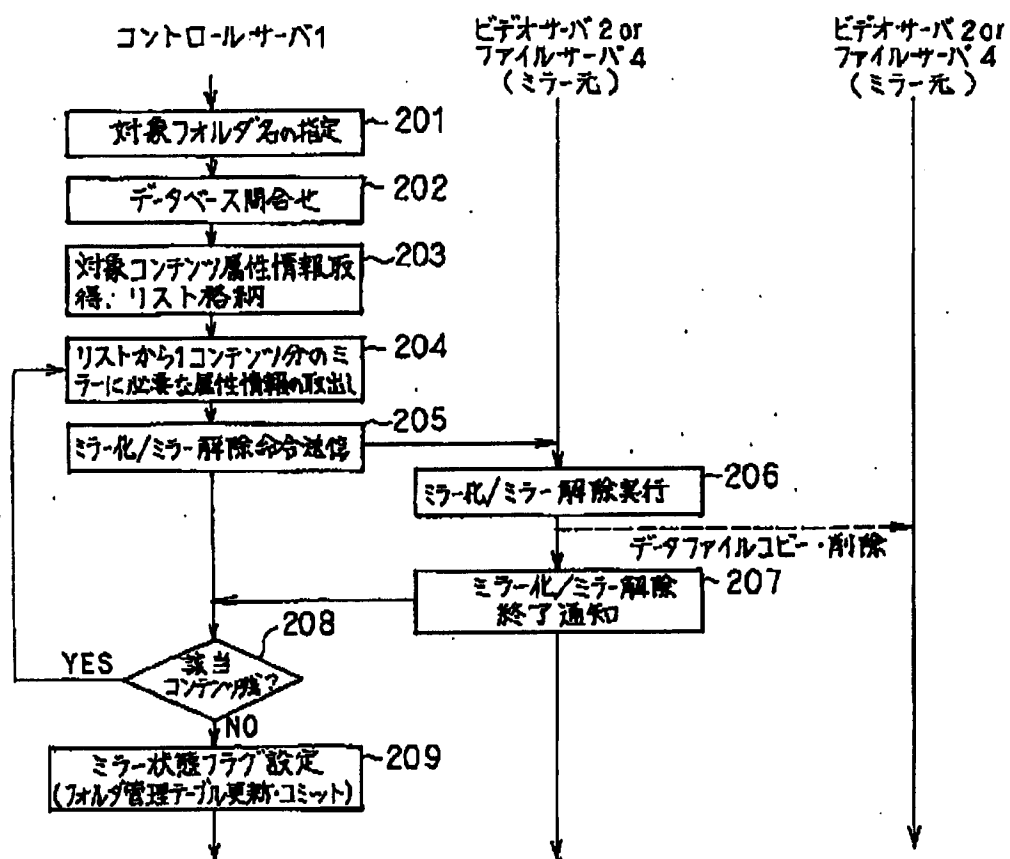 コントロールサーバ1
ビデオサーバ2 or
ファイルサーバ4
(ミラー元)
ビデオサーバ2 or
ファイルサーバ4
(ミラー元)
対象フォルダ名の指定
201
データベース問合せ
202
対象コンテンツ属性情報取
得、リスト格納
203
リストから1コンテンツ分のミ
ラーに必要な属性情報の取出し
204
ミラー化/ミラー解除命令送信
205
ミラー化/ミラー解除実行
206
データファイルコピー・削除
ミラー化/ミラー解除
終了通知
207
該当
コンテンツ残?
208
YES
NO
ミラー状態フラグ設定
(フォルダ管理テーブル更新・コミット)
209